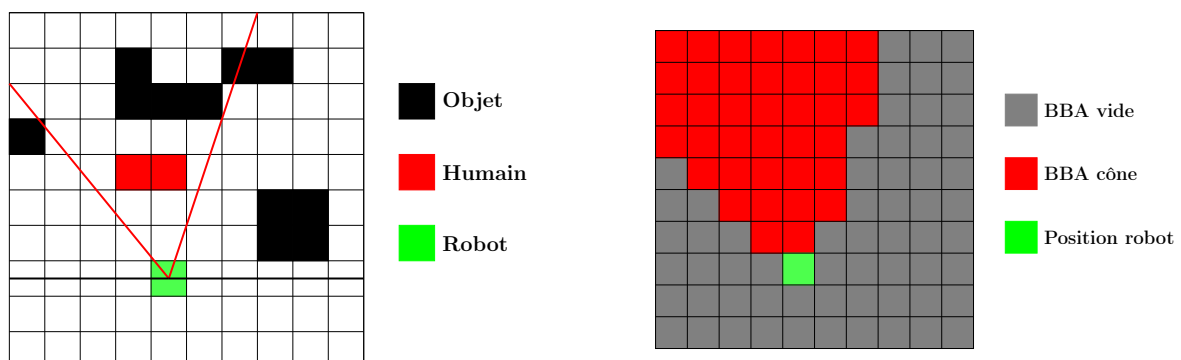 Objet
Humain
Robot
BBA vide
BBA cône
Position robot